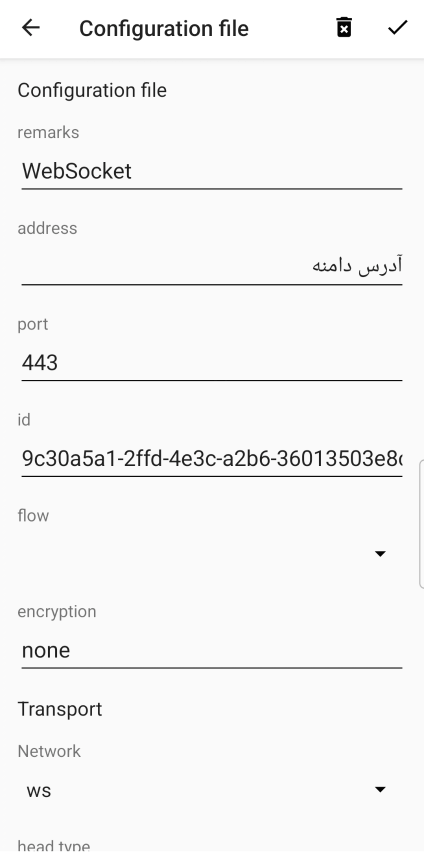 Configuration file
Configuration file
remarks
WebSocket
address
آدرس دامنه
port
443
id
9c30a5a1-2ffd-4e3c-a2b6-36013503e8
flow
encryption
none
Transport
Network
ws
head type